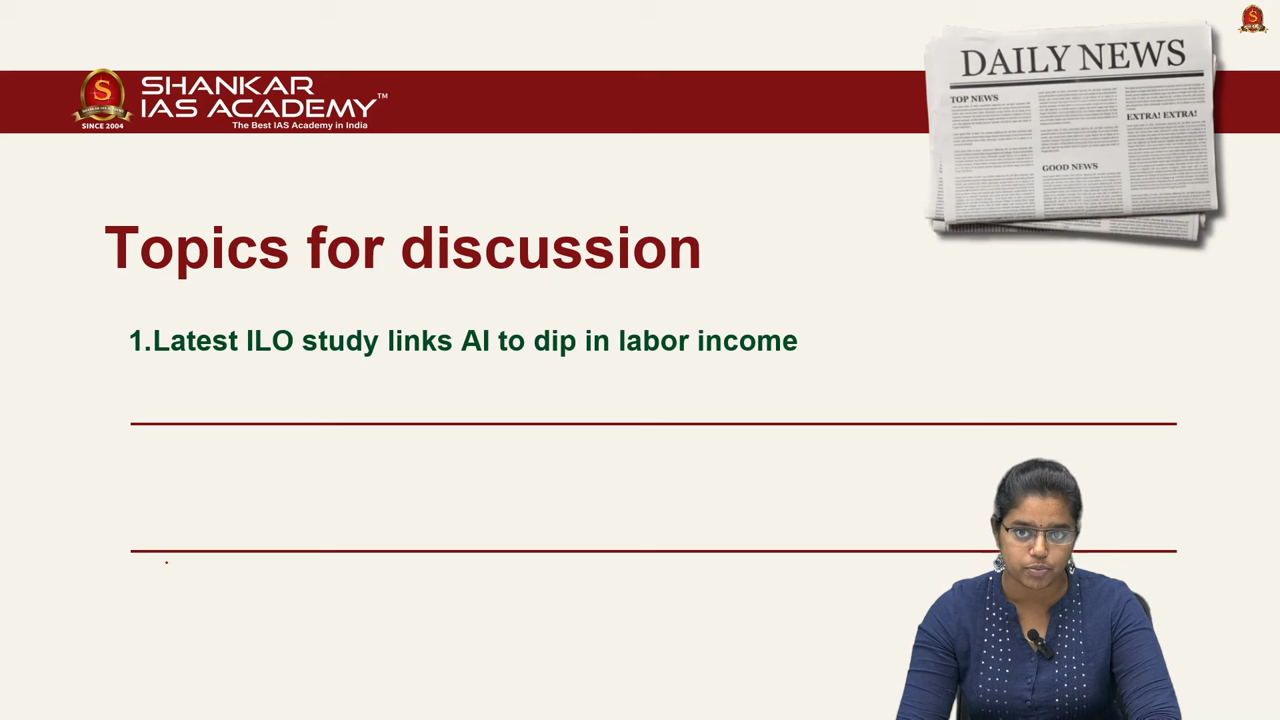 SHANKAR
IAS ACADEMY™
The Best IAS Academy in India
SINCE 2004
DAILY NEWS
TOP NEWS
EXTRA! EXTRA!
GOOD NEWS
Topics for discussion
1.Latest ILO study links AI to dip in labor income